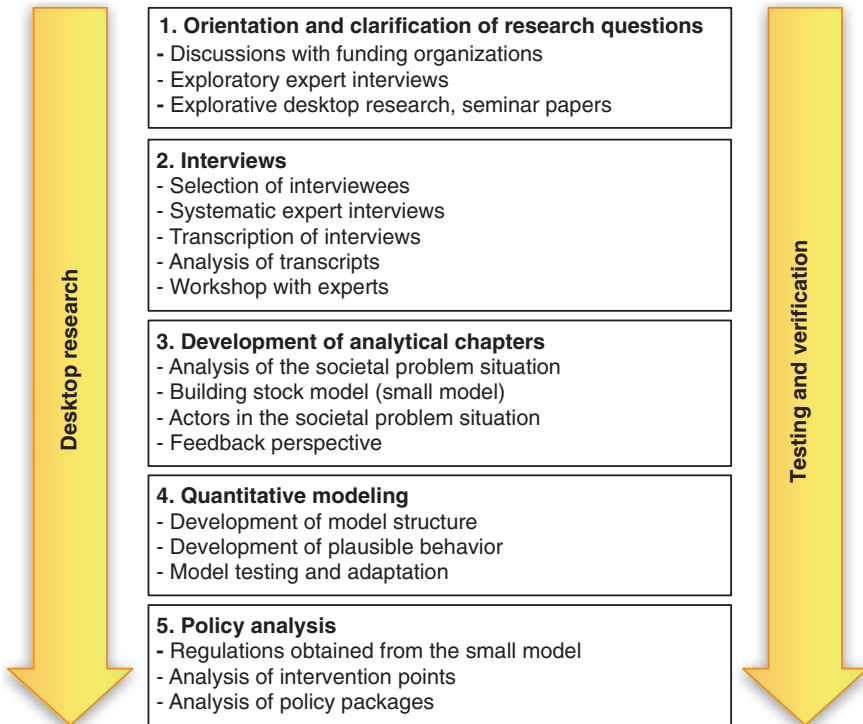 1. Orientation and clarification of research questions
- Discussions with funding organizations
- Exploratory expert interviews
- Explorative desktop research, seminar papers
2. Interviews
- Selection of interviewees
- Systematic expert interviews
- Transcription of interviews
- Analysis of transcripts
- Workshop with experts
3. Development of analytical chapters
- Analysis of the societal problem situation
- Building stock model (small model)
- Actors in the societal problem situation
- Feedback perspective
4. Quantitative modeling
- Development of model structure
- Development of plausible behavior
- Model testing and adaptation
5. Policy analysis
- Regulations obtained from the small model
- Analysis of intervention points
- Analysis of policy packages
Desktop research
Testing and verification